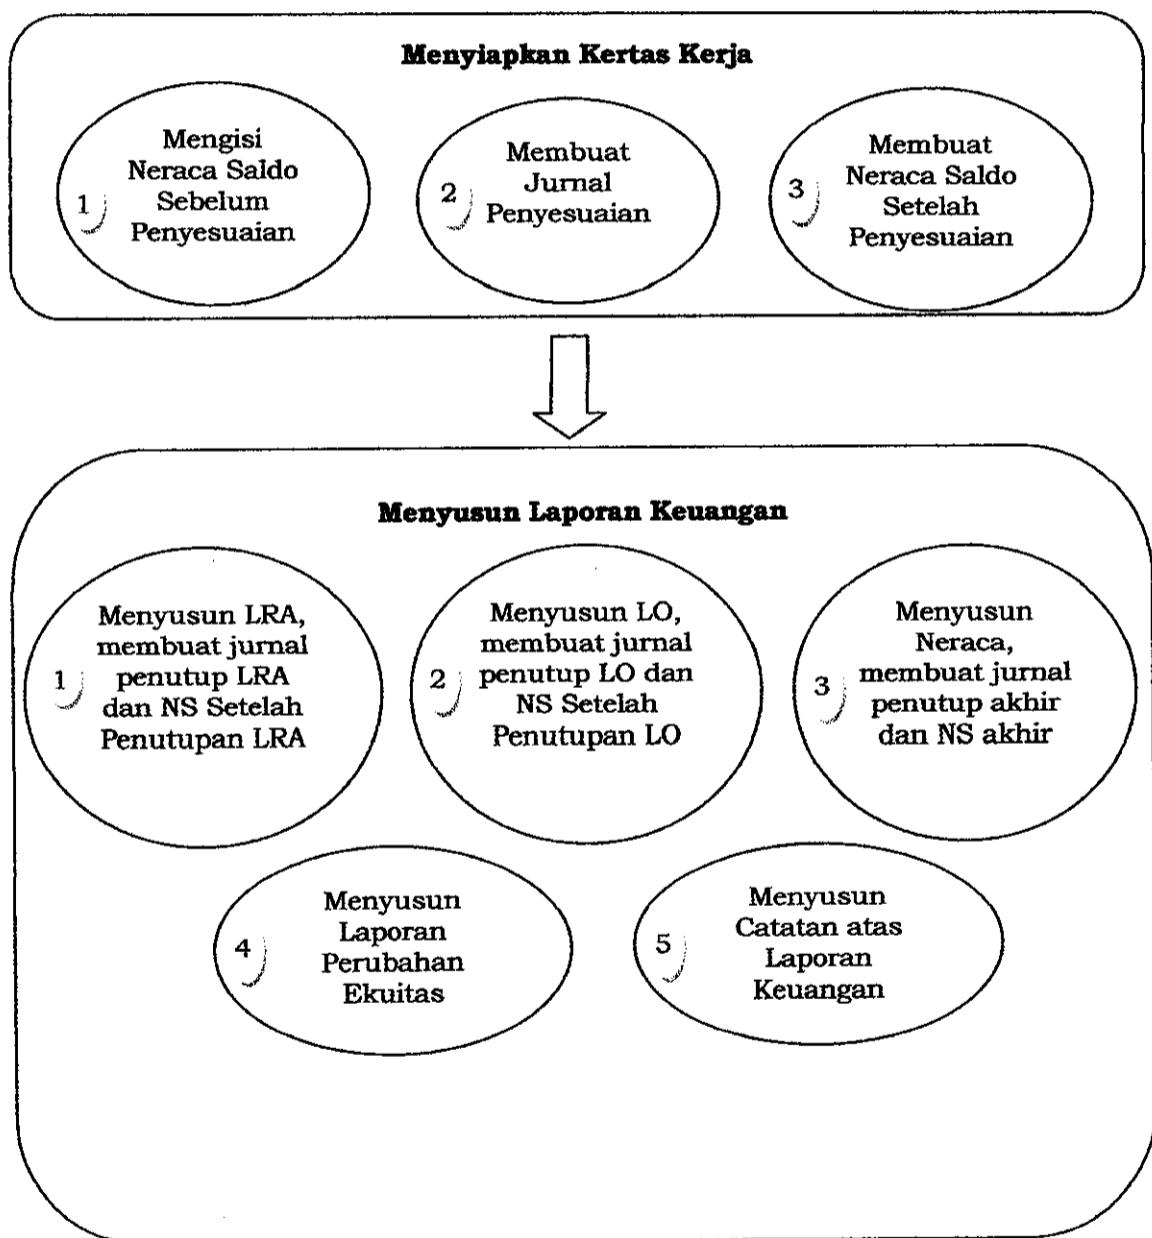 Menyiapkan Kertas Kerja
1
Mengisi
Neraca Saldo
Sebelum
Penyesuaian
2
Membuat
Jurnal
Penyesuaian
3
Membuat
Neraca Saldo
Setelah
Penyesuaian
Menyusun Laporan Keuangan
1
Menyusun LRA,
membuat jurnal
penutup LRA
dan NS Setelah
Penutupan LRA
2
Menyusun LO,
membuat jurnal
penutup LO dan
NS Setelah
Penutupan LO
3
Menyusun
Neraca,
membuat jurnal
penutup akhir
dan NS akhir
4
Menyusun
Laporan
Perubahan
Ekuitas
5
Menyusun
Catatan atas
Laporan
Keuangan